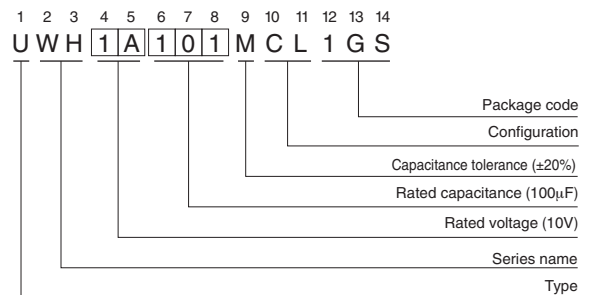 1 2 3 4 5 6 7 8 9 10 11 12 13 14
U W H 1 A 1 0 1 M C L 1 G S
Package code
Configuration
Capacitance tolerance (±20%)
Rated capacitance (100µF)
Rated voltage (10V)
Series name
Type